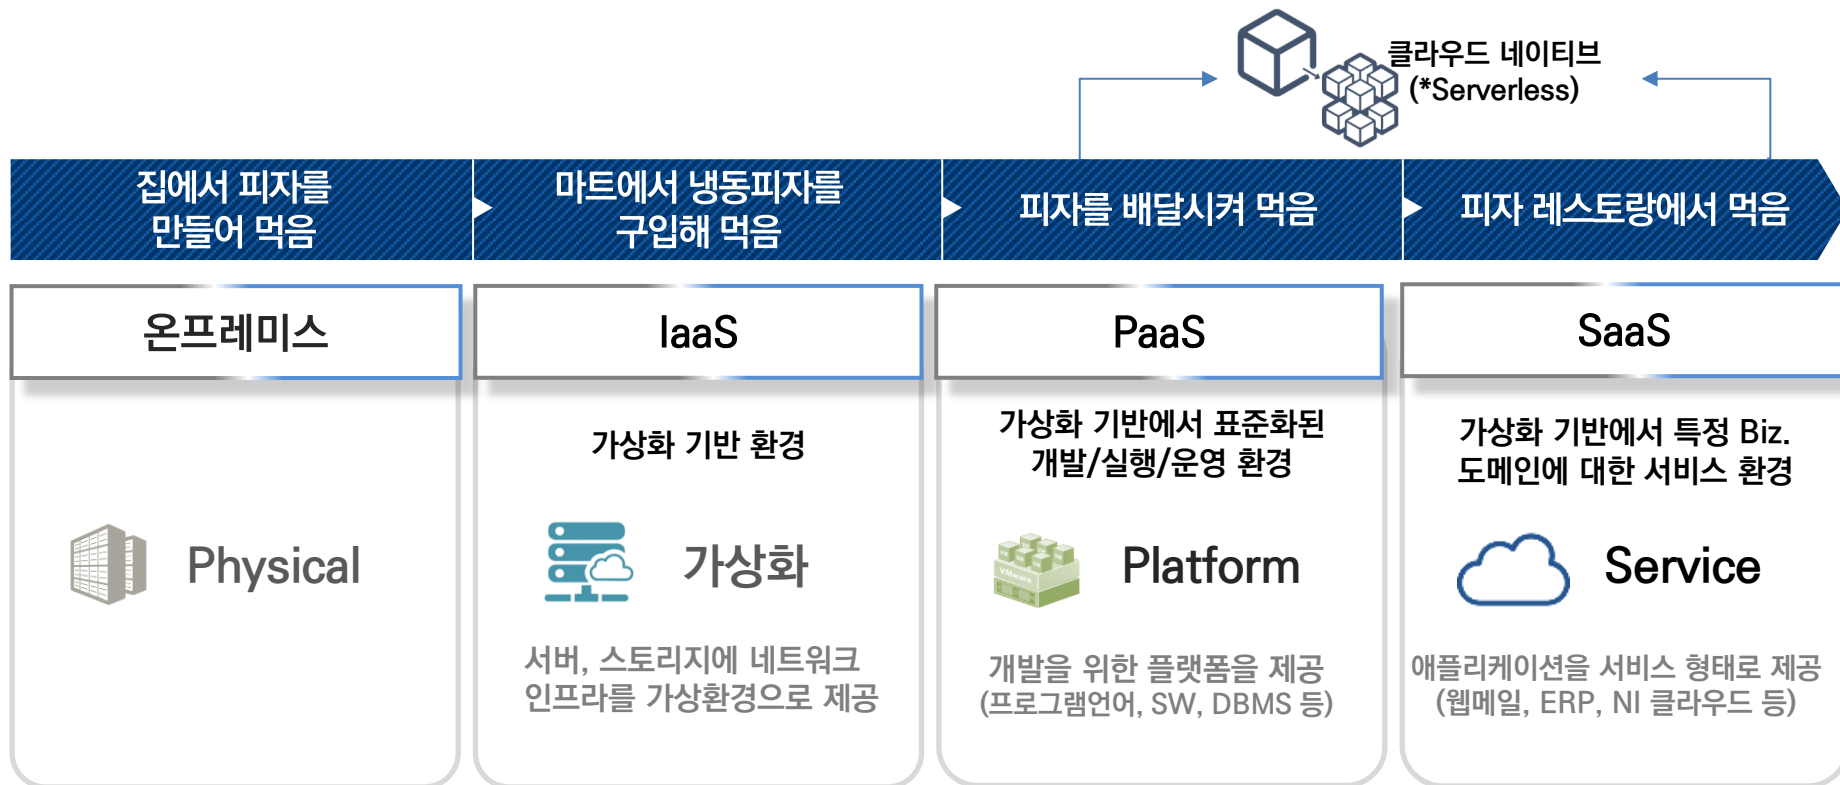 클라우드 네이티브
(*Serverless)
집에서 피자를
만들어 먹음
마트에서 냉동피자를
구입해 먹음
피자를 배달시켜 먹음
피자 레스토랑에서 먹음
온프레미스
IaaS
PaaS
SaaS
가상화 기반 환경
가상화 기반에서 표준화된
개발/실행/운영 환경
가상화 기반에서 특정 Biz.
도메인에 대한 서비스 환경
Physical
가상화
VMware
Platform
Service
서버, 스토리지에 네트워크
인프라를 가상환경으로 제공
개발을 위한 플랫폼을 제공
(프로그램언어, SW, DBMS 등)
애플리케이션을 서비스 형태로 제공
(웹메일, ERP, NI 클라우드 등)